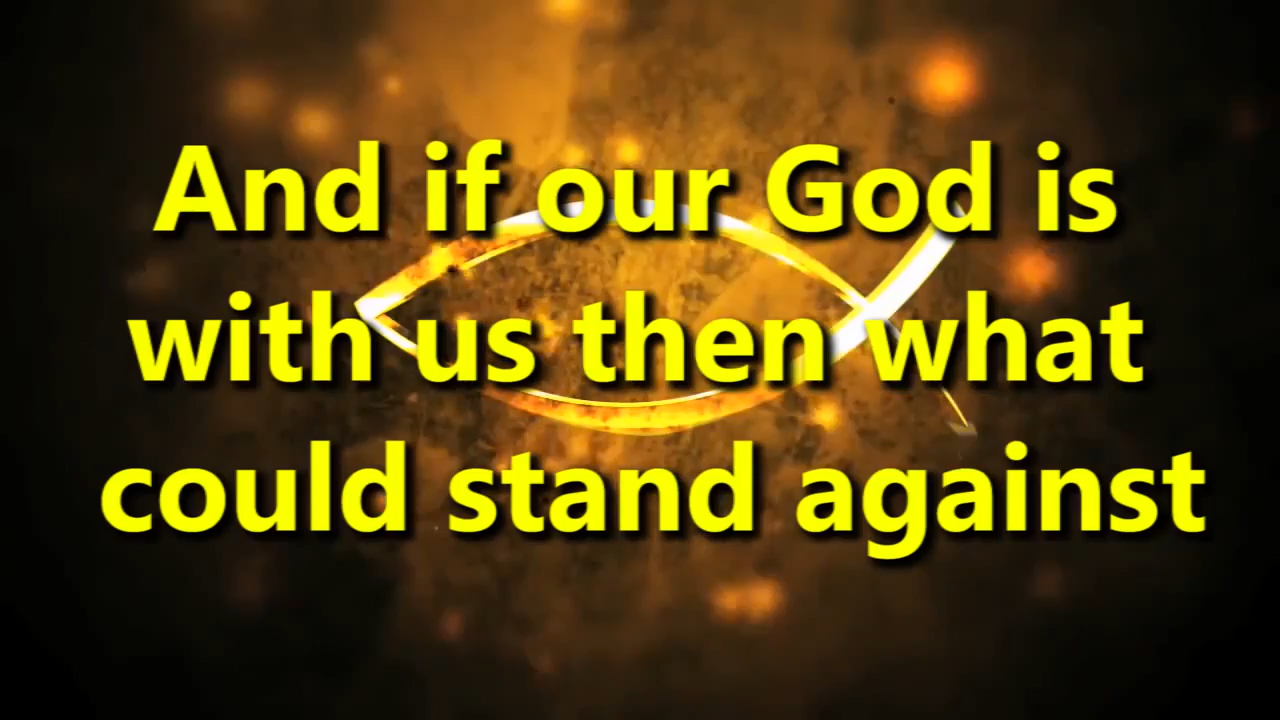 And if our God is
with us then what
could stand against